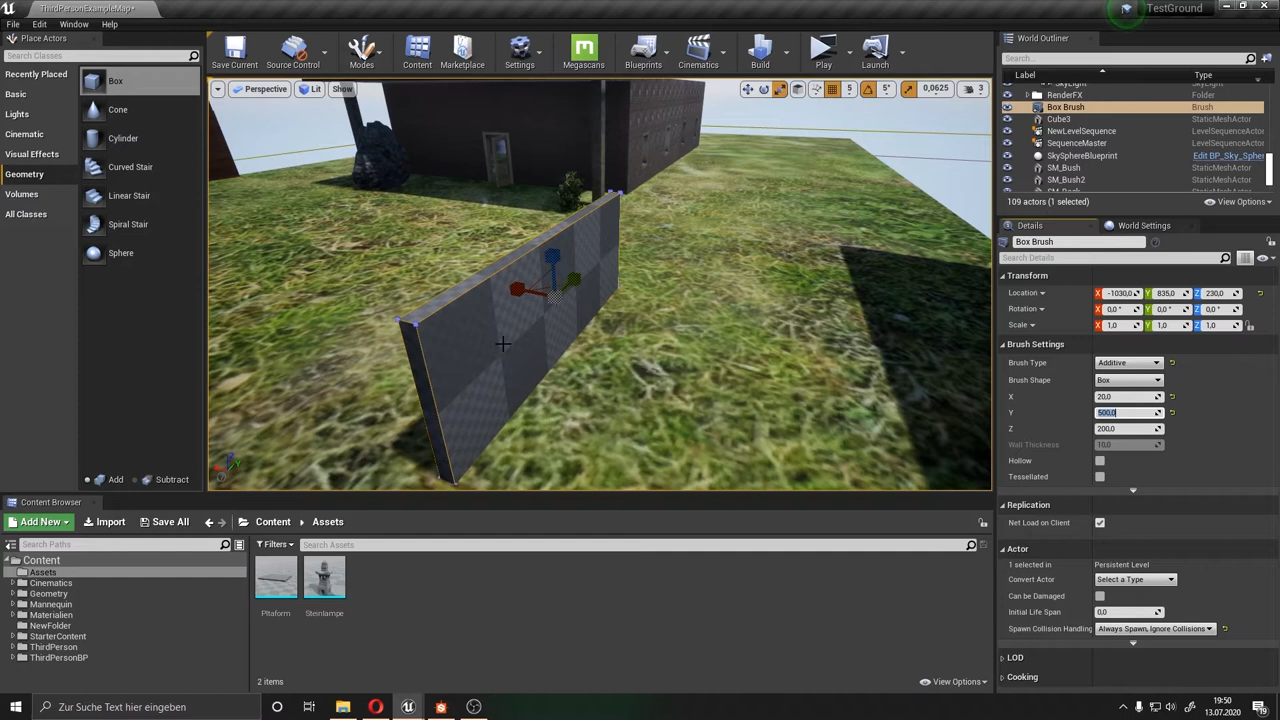 ThirdPersonExampleMap*
TestGround
File Edit Window Help
Place Actors
Search Classes
Recently Placed
Basic
Lights
Cinematic
Visual Effects
Geometry
Volumes
All Classes
Box
Cone
Cylinder
Curved Stair
Linear Stair
Spiral Stair
Sphere
Add Subtract
Save Current Source Control Modes Content Marketplace Settings Megascans Blueprints Cinematics Build Play Launch
Perspective Lit Show 5 5° 0,0625 3
World Outliner
Search...
Label Type
RenderFX Folder
Box Brush Brush
Cube3 StaticMeshActor
NewLevelSequence LevelSequenceActor
SequenceMaster LevelSequenceActor
SkySphereBlueprint Edit BP_Sky_Sphere
SM_Bush StaticMeshActor
SM_Bush2 StaticMeshActor
109 actors (1 selected) View Options
Details World Settings
Box Brush
Search Details
Transform
Location X -1030,0 Y 835,0 Z 230,0
Rotation X 0,0 ° Y 0,0 ° Z 0,0 °
Scale X 1,0 Y 1,0 Z 1,0
Brush Settings
Brush Type Additive
Brush Shape Box
X 20,0
Y 500,0
Z 200,0
Wall Thickness 10,0
Hollow
Tessellated
Replication
Net Load on Client
Actor
1 selected in Persistent Level
Convert Actor Select a Type
Can be Damaged
Initial Life Span 0,0
Spawn Collision Handling Always Spawn, Ignore Collisions
LOD
Cooking
Content Browser
Add New Import Save All Content Assets
Search Paths
Content
Assets
Cinematics
Geometry
Mannequin
Materialien
NewFolder
StarterContent
ThirdPerson
ThirdPersonBP
Filters Search Assets
Pltaform Steinlampe
2 items View Options
Zur Suche Text hier eingeben
19:50
13.07.2020
19